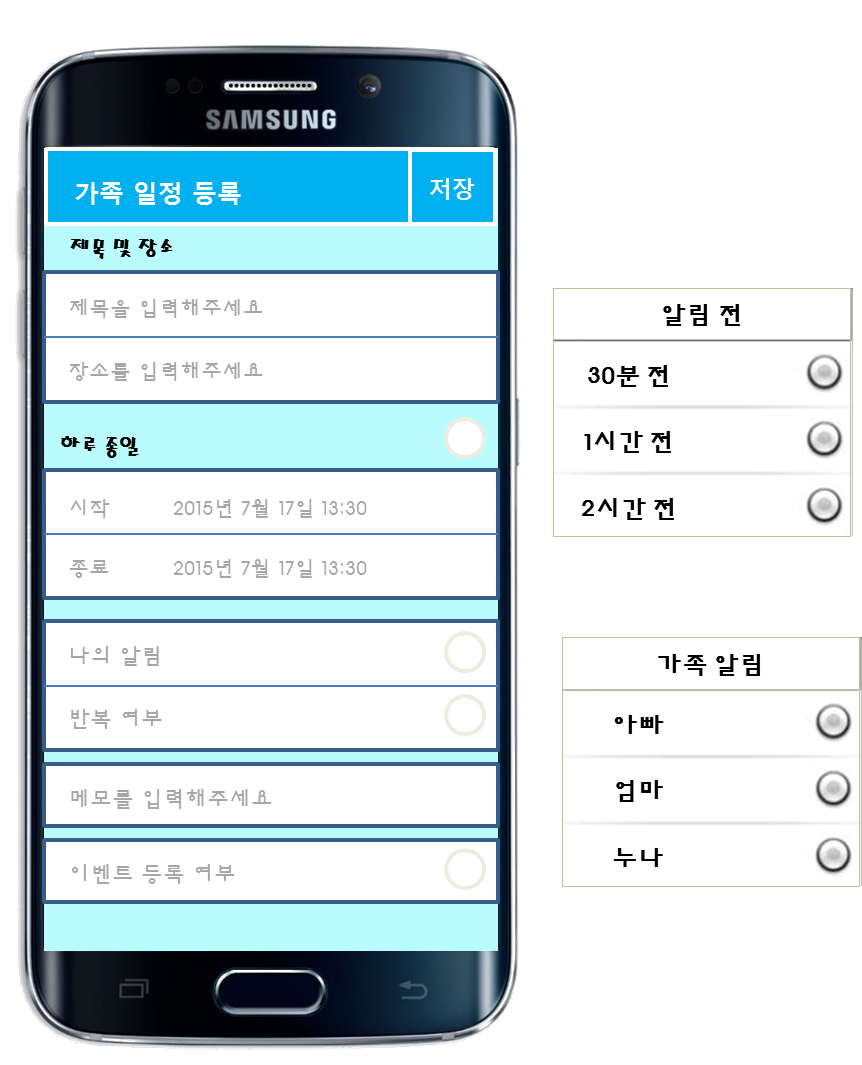 SAMSUNG
가족 일정 등록
저장
제목 및 장소
제목을 입력해주세요
장소를 입력해주세요
하루 종일
시작 2015년 7월 17일 13:30
종료 2015년 7월 17일 13:30
나의 알림
반복 여부
메모를 입력해주세요
이벤트 등록 여부
알림 전
30분 전
1시간 전
2시간 전
가족 알림
아빠
엄마
누나